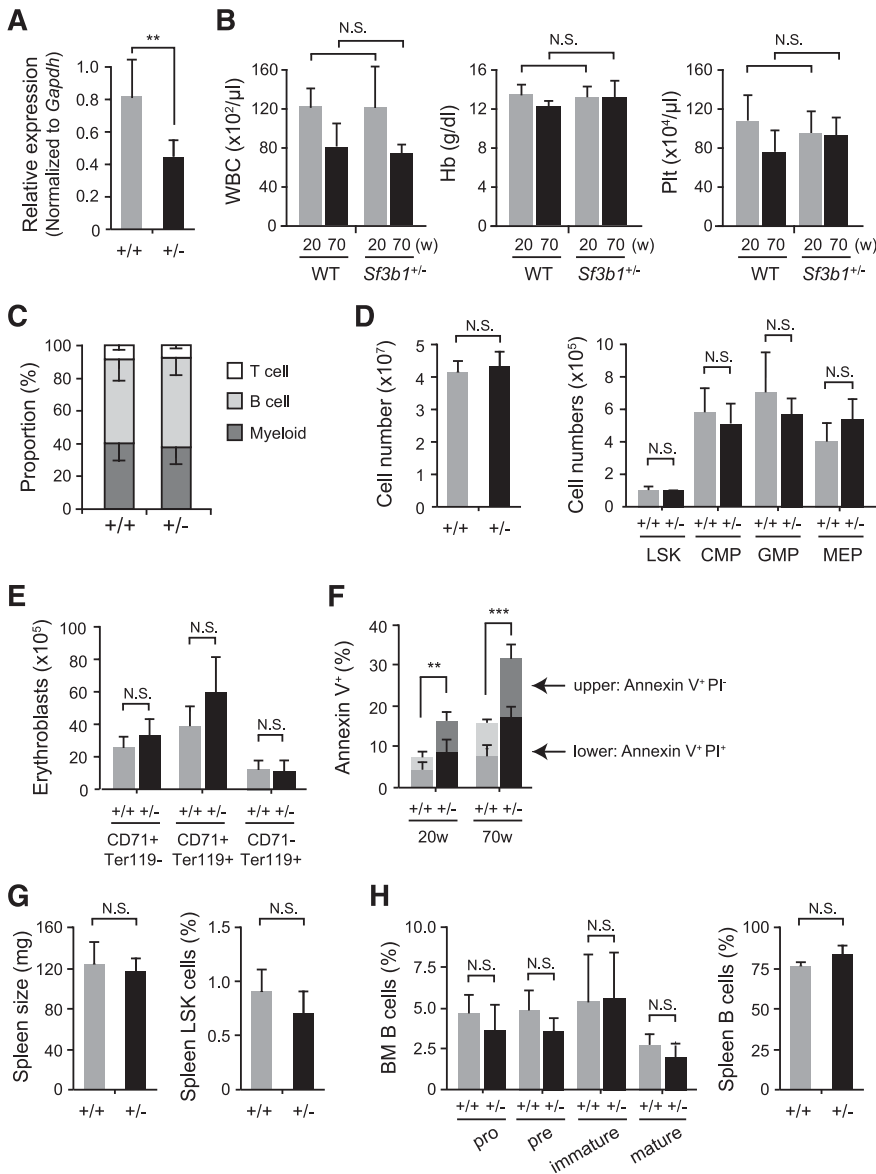 A
Relative expression
(Normalized to Gapdh)
1.0
0.8
0.6
0.4
0.2
0
**
+/+
+/-
B
WBC (x10²/μl)
160
120
80
40
0
N.S.
20 70
20 70 (w)
WT
Sf3b1+/-
Hb (g/dl)
16
12
8
4
0
N.S.
20 70
20 70 (w)
WT
Sf3b1+/-
Plt (x10⁴/μl)
160
120
80
40
0
N.S.
20 70
20 70 (w)
WT
Sf3b1+/-
C
Proportion (%)
100
80
60
40
20
0
+/+
+/-
T cell
B cell
Myeloid
D
Cell number (x10⁷)
5
4
3
2
1
0
N.S.
+/+
+/-
Cell numbers (x10⁵)
10
8
6
4
2
0
N.S.
N.S.
N.S.
N.S.
+/+ +/-
+/+ +/-
+/+ +/-
+/+ +/-
LSK
CMP
GMP
MEP
E
Erythroblasts (x10⁵)
100
80
60
40
20
0
N.S.
N.S.
N.S.
+/+ +/-
+/+ +/-
+/+ +/-
CD71+
Ter119-
CD71+
Ter119+
CD71-
Ter119+
F
Annexin V⁺ (%)
40
30
20
10
0
**
***
+/+ +/-
+/+ +/-
20w
70w
upper: Annexin V⁺ PI⁻
lower: Annexin V⁺ PI⁺
G
Spleen size (mg)
160
120
80
40
0
N.S.
+/+
+/-
Spleen LSK cells (%)
1.5
1.0
0.5
0
N.S.
+/+
+/-
H
BM B cells (%)
10.0
7.5
5.0
2.5
0
N.S.
N.S.
N.S.
N.S.
+/+ +/-
+/+ +/-
+/+ +/-
+/+ +/-
pro
pre
immature
mature
Spleen B cells (%)
100
75
50
25
0
N.S.
+/+
+/-